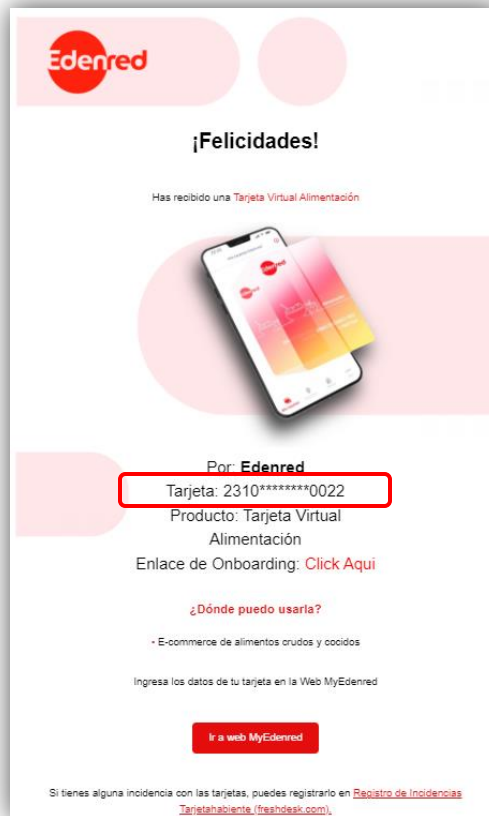 Edenred
¡Felicidades!
Has recibido una Tarjeta Virtual Alimentación
Edenred
Por: Edenred
Tarjeta: 2310********0022
Producto: Tarjeta Virtual
Alimentación
Enlace de Onboarding: Click Aqui
¿Dónde puedo usarla?
- E-commerce de alimentos crudos y cocidos
Ingresa los datos de tu tarjeta en la Web MyEdenred
Ir a web MyEdenred
Si tienes alguna incidencia con las tarjetas, puedes registrarlo en Registro de Incidencias
Tarjetahabiente (freshdesk.com).